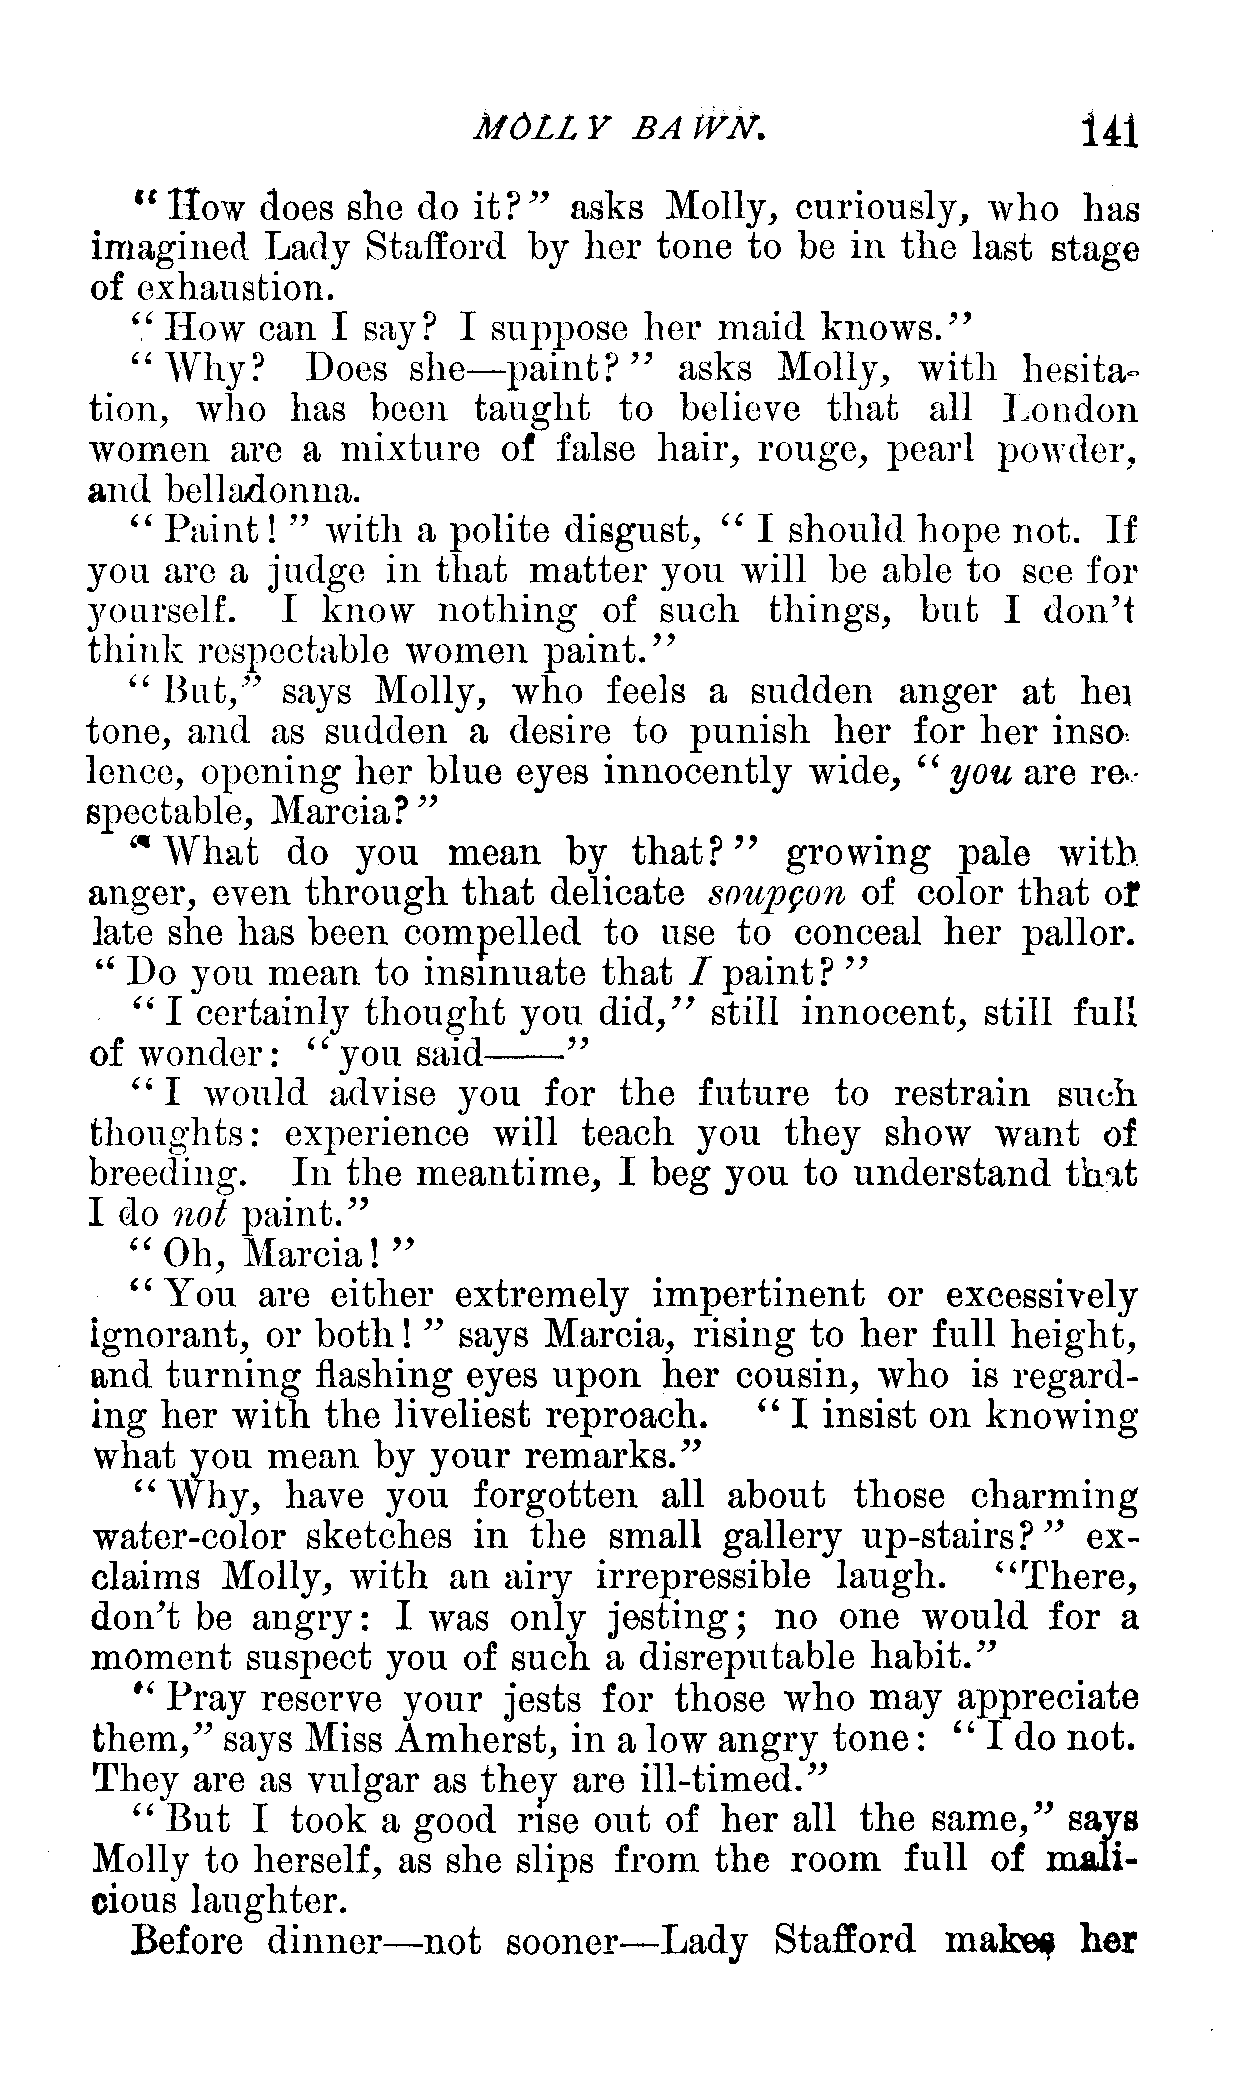 MOLLY BAWN. 141
"How does she do it?" asks Molly, curiously, who has
imagined Lady Stafford by her tone to be in the last stage
of exhaustion.
"How can I say? I suppose her maid knows."
"Why? Does she—paint?" asks Molly, with hesita-
tion, who has been taught to believe that all London
women are a mixture of false hair, rouge, pearl powder,
and belladonna.
"Paint!" with a polite disgust, "I should hope not. If
you are a judge in that matter you will be able to see for
yourself. I know nothing of such things, but I don't
think respectable women paint."
"But," says Molly, who feels a sudden anger at her
tone, and as sudden a desire to punish her for her inso-
lence, opening her blue eyes innocently wide, "you are re-
spectable, Marcia?"
"What do you mean by that?" growing pale with
anger, even through that delicate soupçon of color that of
late she has been compelled to use to conceal her pallor.
"Do you mean to insinuate that I paint?"
"I certainly thought you did," still innocent, still full
of wonder: "you said——"
"I would advise you for the future to restrain such
thoughts: experience will teach you they show want of
breeding. In the meantime, I beg you to understand that
I do not paint."
"Oh, Marcia!"
"You are either extremely impertinent or excessively
ignorant, or both!" says Marcia, rising to her full height,
and turning flashing eyes upon her cousin, who is regard-
ing her with the liveliest reproach. "I insist on knowing
what you mean by your remarks."
"Why, have you forgotten all about those charming
water-color sketches in the small gallery up-stairs?" ex-
claims Molly, with an airy irrepressible laugh. "There,
don't be angry: I was only jesting; no one would for a
moment suspect you of such a disreputable habit."
"Pray reserve your jests for those who may appreciate
them," says Miss Amherst, in a low angry tone: "I do not.
They are as vulgar as they are ill-timed."
"But I took a good rise out of her all the same," says
Molly to herself, as she slips from the room full of mali-
cious laughter.
Before dinner—not sooner—Lady Stafford makes her